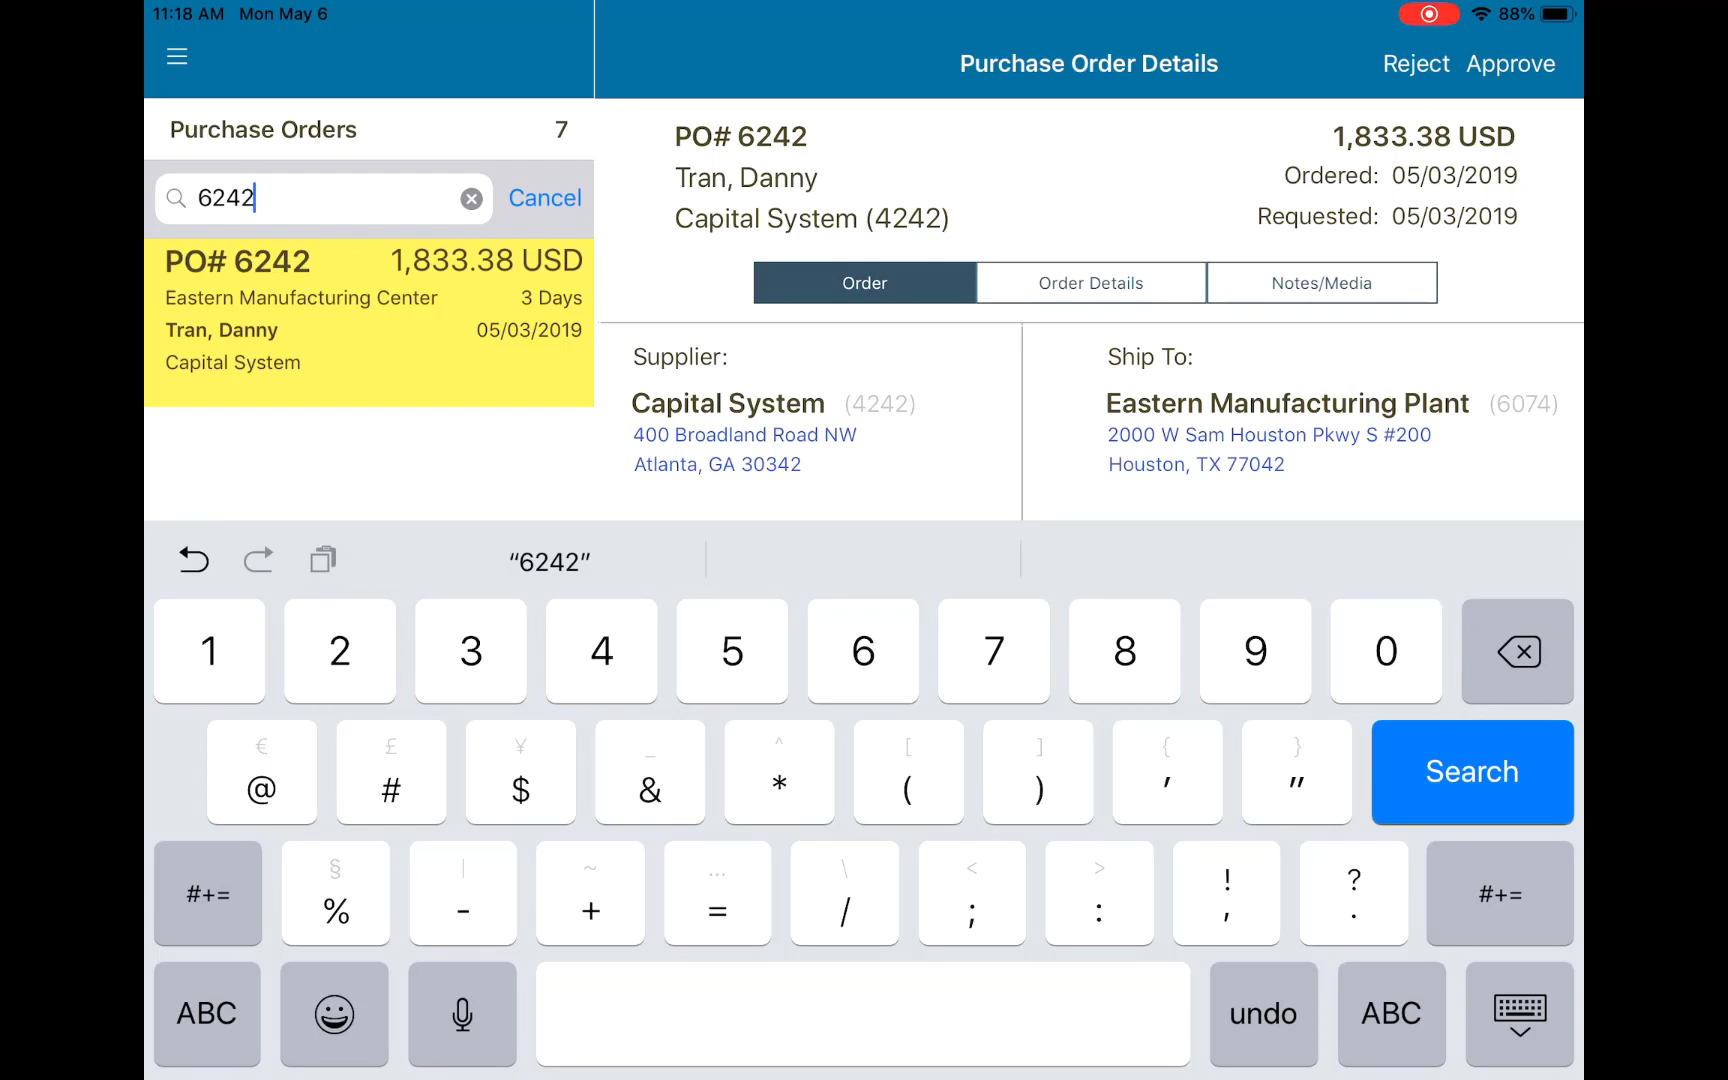 11:18 AM Mon May 6
88%
Purchase Order Details
Reject Approve
Purchase Orders 7
6242
Cancel
PO# 6242 1,833.38 USD
Eastern Manufacturing Center 3 Days
Tran, Danny 05/03/2019
Capital System
PO# 6242 1,833.38 USD
Tran, Danny Ordered: 05/03/2019
Capital System (4242) Requested: 05/03/2019
Order Order Details Notes/Media
Supplier:
Capital System (4242)
400 Broadland Road NW
Atlanta, GA 30342
Ship To:
Eastern Manufacturing Plant (6074)
2000 W Sam Houston Pkwy S #200
Houston, TX 77042
“6242”
1 2 3 4 5 6 7 8 9 0
€ £ ¥ _ ^ [ ] { }
@ # $ & * ( ) ' "
Search
§ | ~ … \ < > ! ?
#+= % - + = / ; : , . #+=
ABC undo ABC